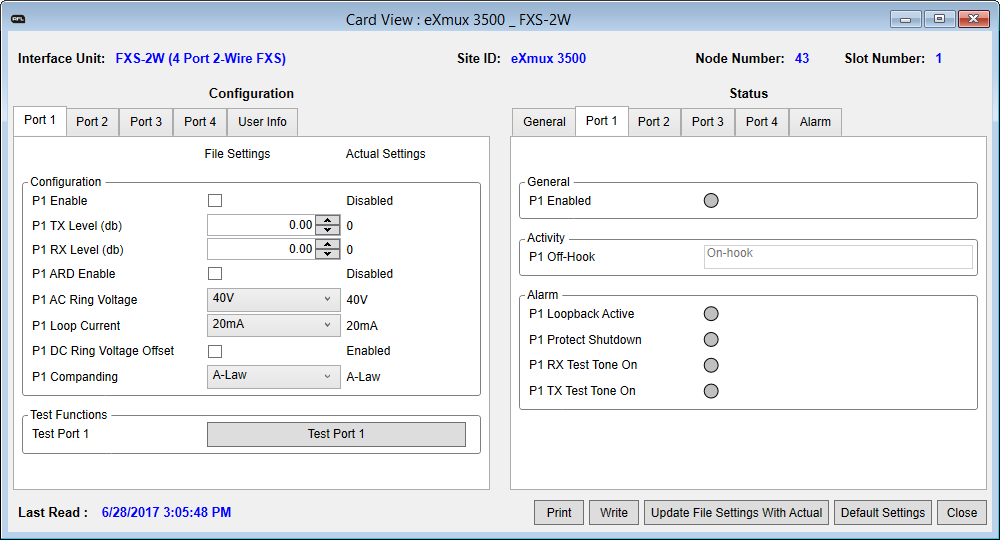 RFL
Card View : eXmux 3500 _ FXS-2W
Interface Unit: FXS-2W (4 Port 2-Wire FXS) Site ID: eXmux 3500 Node Number: 43 Slot Number: 1
Configuration Status
Port 1 Port 2 Port 3 Port 4 User Info
General Port 1 Port 2 Port 3 Port 4 Alarm
File Settings Actual Settings
Configuration
P1 Enable Disabled
P1 TX Level (db) 0.00 0
P1 RX Level (db) 0.00 0
P1 ARD Enable Disabled
P1 AC Ring Voltage 40V 40V
P1 Loop Current 20mA 20mA
P1 DC Ring Voltage Offset Enabled
P1 Companding A-Law A-Law
Test Functions
Test Port 1 Test Port 1
General
P1 Enabled
Activity
P1 Off-Hook On-hook
Alarm
P1 Loopback Active
P1 Protect Shutdown
P1 RX Test Tone On
P1 TX Test Tone On
Last Read : 6/28/2017 3:05:48 PM Print Write Update File Settings With Actual Default Settings Close